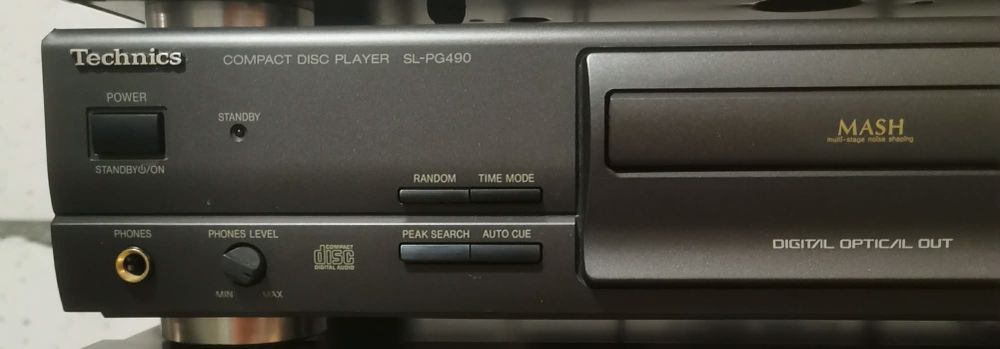 Technics
COMPACT DISC PLAYER SL-PG490
POWER
STANDBY
STANDBY⏻/ON
RANDOM
TIME MODE
MASH
multi-stage noise shaping
PHONES
PHONES LEVEL
MIN
MAX
COMPACT
disc
DIGITAL AUDIO
PEAK SEARCH
AUTO CUE
DIGITAL OPTICAL OUT